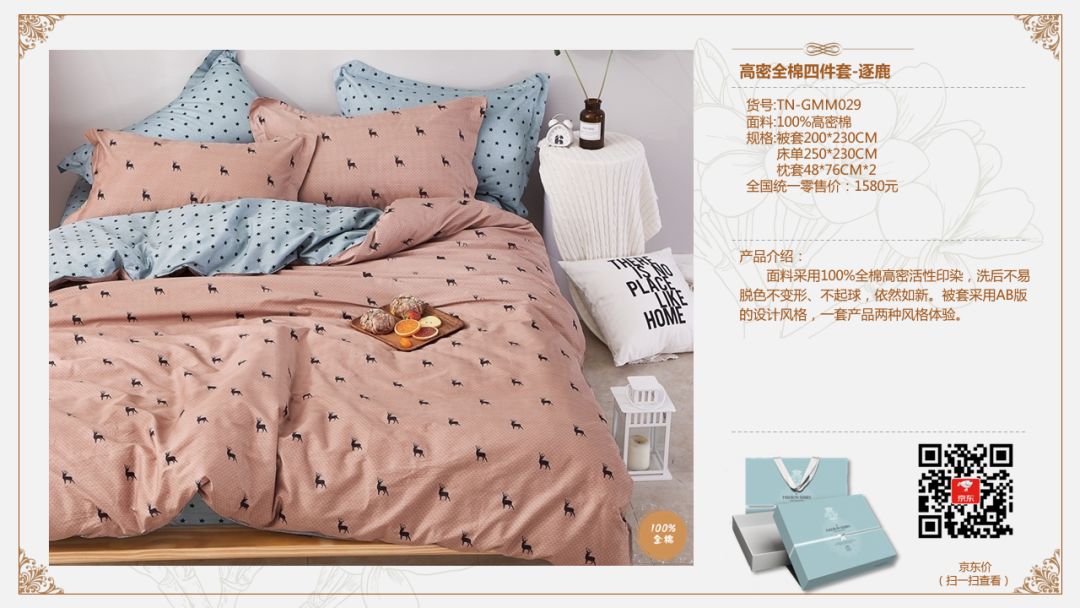 高密全棉四件套-逐鹿
货号:TN-GMM029
面料:100%高密棉
规格:被套200*230CM
床单250*230CM
枕套48*76CM*2
全国统一零售价：1580元
THERE
IS NO
PLACE
LIKE
HOME
产品介绍：
面料采用100%全棉高密活性印染，洗后不易
脱色不变形、不起球，依然如新。被套采用AB版
的设计风格，一套产品两种风格体验。
100%
全棉
京东
京东价
（扫一扫查看）